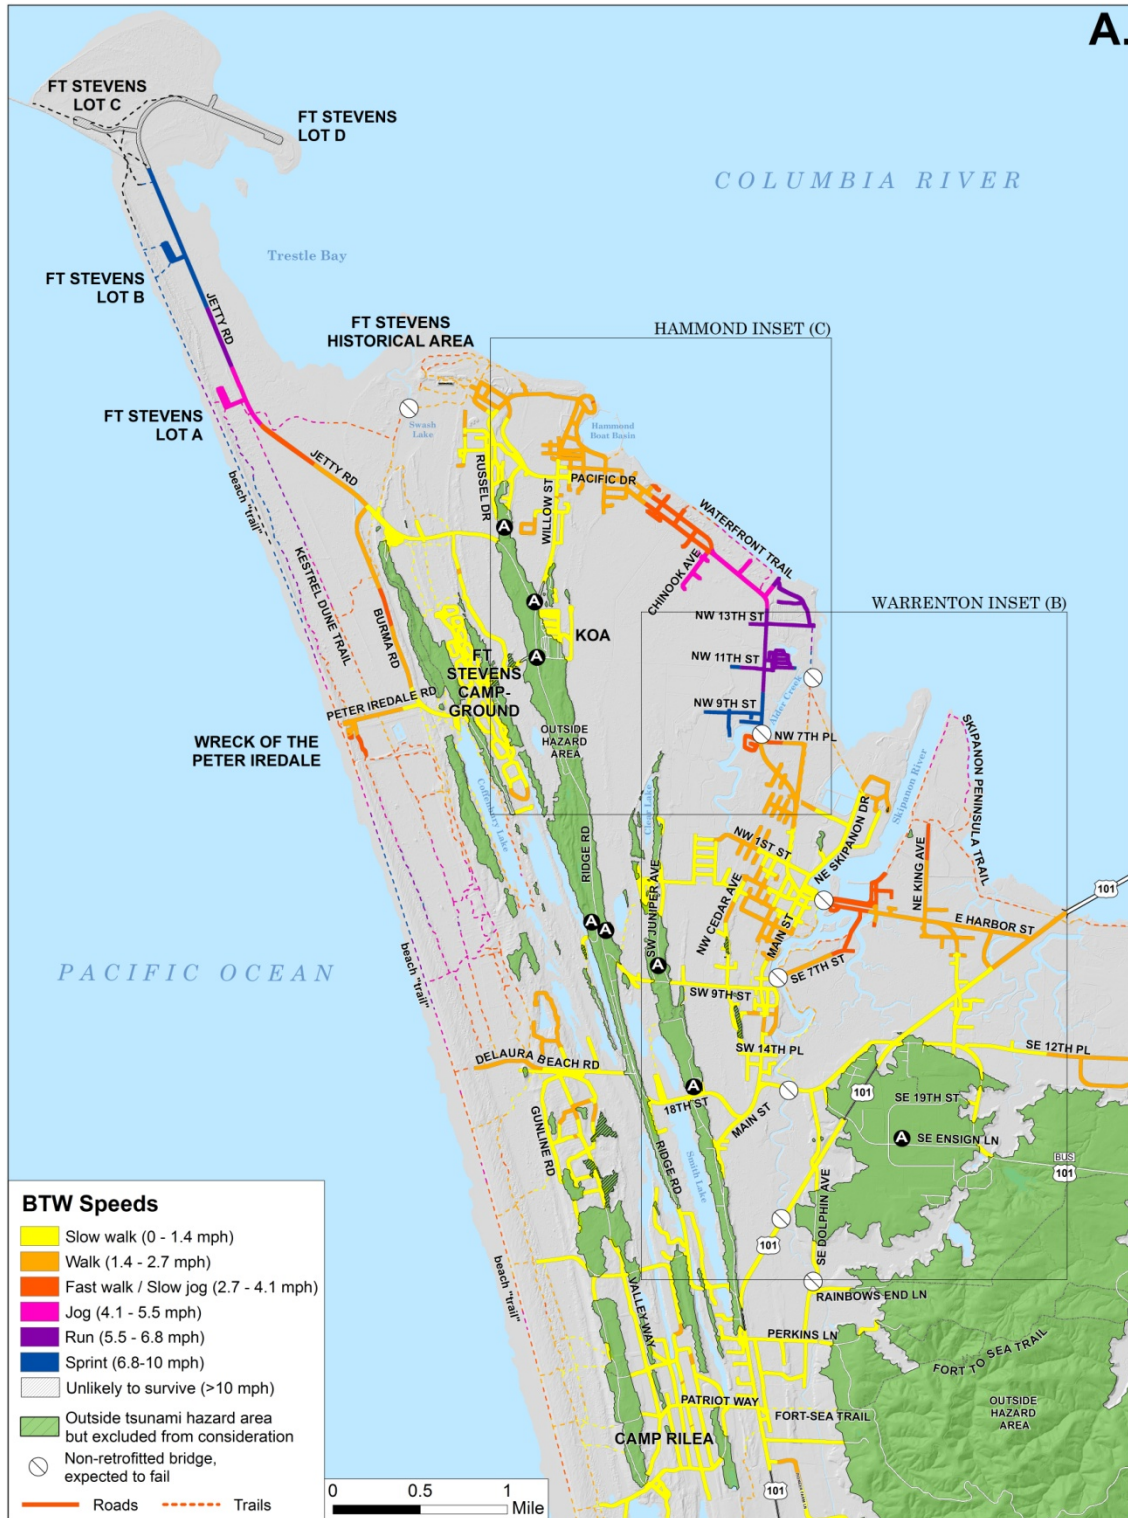 A.
FT STEVENS
LOT C
FT STEVENS
LOT D
COLUMBIA RIVER
Trestle Bay
FT STEVENS
LOT B
JETTY RD
FT STEVENS
HISTORICAL AREA
HAMMOND INSET (C)
FT STEVENS
LOT A
Swash
Lake
Hammond
Boat Basin
JETTY RD
RUSSEL DR
WILLOW ST
PACIFIC DR
beach "trail"
A
WATERFRONT TRAIL
KESTREL DUNE TRAIL
CHINOOK AVE
BURMA RD
A
NW 13TH ST
WARRENTON INSET (B)
KOA
A
FT
STEVENS
CAMP-
GROUND
NW 11TH ST
PETER IREDALE RD
NW 9TH ST
Alder Creek
WRECK OF THE
PETER IREDALE
OUTSIDE
HAZARD
AREA
NW 7TH PL
SKIPANON PENINSULA TRAIL
Skipanon River
Coffenbury Lake
Clear Lake
NE SKIPANON DR
RIDGE RD
NW 1ST ST
SW JUNIPER AVE
NW CEDAR AVE
NE KING AVE
101
MAIN ST
E HARBOR ST
A
A
PACIFIC OCEAN
beach "trail"
A
SE 7TH ST
SW 9TH ST
SW 14TH PL
SE 12TH PL
DELAURA BEACH RD
A
101
SE 19TH ST
18TH ST
MAIN ST
GUNLINE RD
A
SE ENSIGN LN
RIDGE RD
BUS
101
Smith Lake
SE DOLPHIN AVE
101
RAINBOWS END LN
beach "trail"
VALLEY WAY
PERKINS LN
FORT TO SEA TRAIL
PATRIOT WAY
FORT-SEA TRAIL
OUTSIDE
HAZARD
AREA
CAMP RILEA
101
BTW Speeds
Slow walk (0 - 1.4 mph)
Walk (1.4 - 2.7 mph)
Fast walk / Slow jog (2.7 - 4.1 mph)
Jog (4.1 - 5.5 mph)
Run (5.5 - 6.8 mph)
Sprint (6.8-10 mph)
Unlikely to survive (>10 mph)
Outside tsunami hazard area
but excluded from consideration
Non-retrofitted bridge,
expected to fail
Roads
Trails
0 0.5 1
Mile